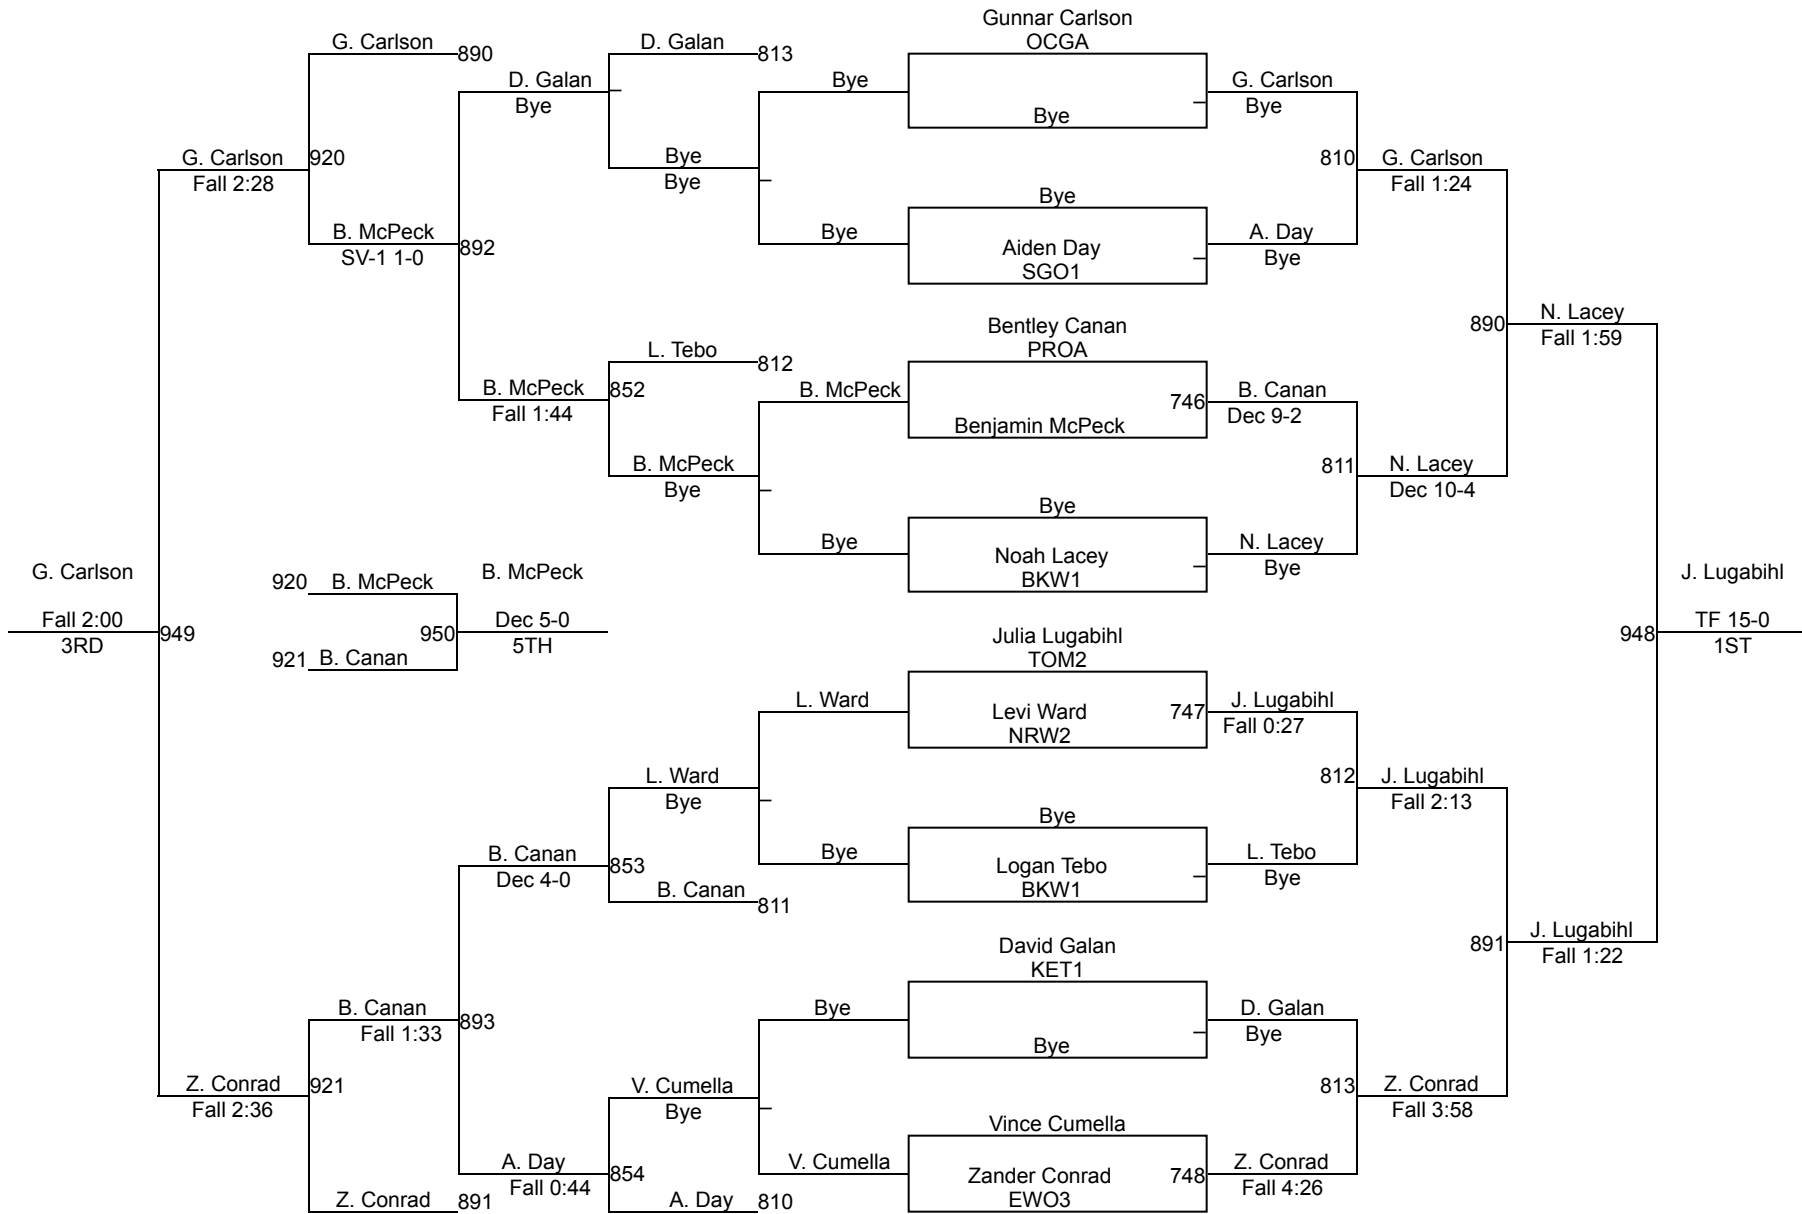 Gunnar Carlson
OCGA
G. Carlson
890
D. Galan
813
D. Galan
Bye
Bye
Bye
G. Carlson
Bye
G. Carlson
Fall 2:28
920
Bye
Bye
810
G. Carlson
Fall 1:24
B. McPeck
SV-1 1-0
892
Bye
Bye
Aiden Day
SGO1
A. Day
Bye
Bentley Canan
PROA
890
N. Lacey
Fall 1:59
L. Tebo
812
B. McPeck
Fall 1:44
852
B. McPeck
Benjamin McPeck
746
B. Canan
Dec 9-2
B. McPeck
Bye
811
N. Lacey
Dec 10-4
Bye
Bye
Noah Lacey
BKW1
N. Lacey
Bye
G. Carlson
Fall 2:00
3RD
949
920
B. McPeck
921
B. Canan
950
B. McPeck
Dec 5-0
5TH
948
J. Lugabihl
TF 15-0
1ST
Julia Lugabihl
TOM2
L. Ward
Levi Ward
NRW2
747
J. Lugabihl
Fall 0:27
L. Ward
Bye
812
J. Lugabihl
Fall 2:13
B. Canan
Dec 4-0
853
B. Canan
811
Bye
Bye
Logan Tebo
BKW1
L. Tebo
Bye
David Galan
KET1
891
J. Lugabihl
Fall 1:22
B. Canan
Fall 1:33
893
Bye
Bye
D. Galan
Bye
Z. Conrad
Fall 2:36
921
V. Cumella
Bye
813
Z. Conrad
Fall 3:58
Vince Cumella
A. Day
Fall 0:44
854
V. Cumella
Zander Conrad
EWO3
748
Z. Conrad
Fall 4:26
Z. Conrad
891
A. Day
810